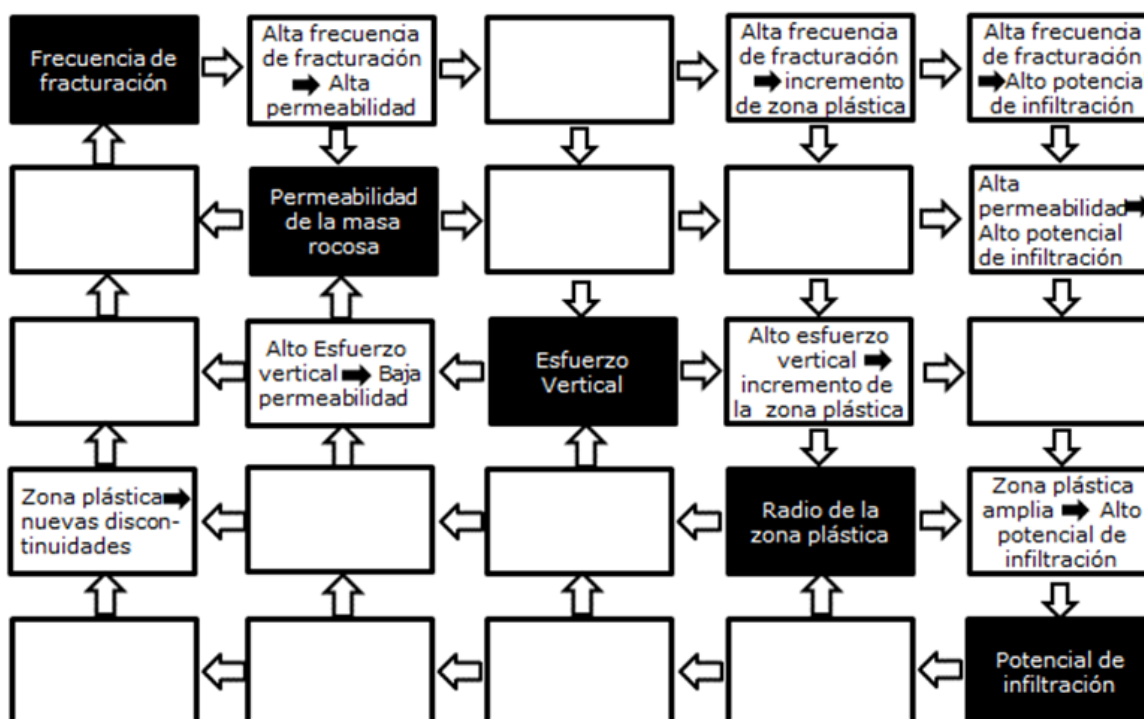 Frecuencia de
fracturación
Alta frecuencia
de fracturación
➡ Alta
permeabilidad
Alta frecuencia
de fracturación
➡ incremento
de zona plástica
Alta frecuencia
de fracturación
➡Alto potencial
de infiltración
Permeabilidad
de la masa
rocosa
Alta
permeabilidad➡
Alto potencial
de infiltración
Alto Esfuerzo
vertical ➡ Baja
permeabilidad
Esfuerzo
Vertical
Alto esfuerzo
vertical ➡
incremento de
la zona plástica
Zona plástica➡
nuevas discon-
tinuidades
Radio de la
zona plástica
Zona plástica
amplia ➡ Alto
potencial de
infiltración
Potencial de
infiltración